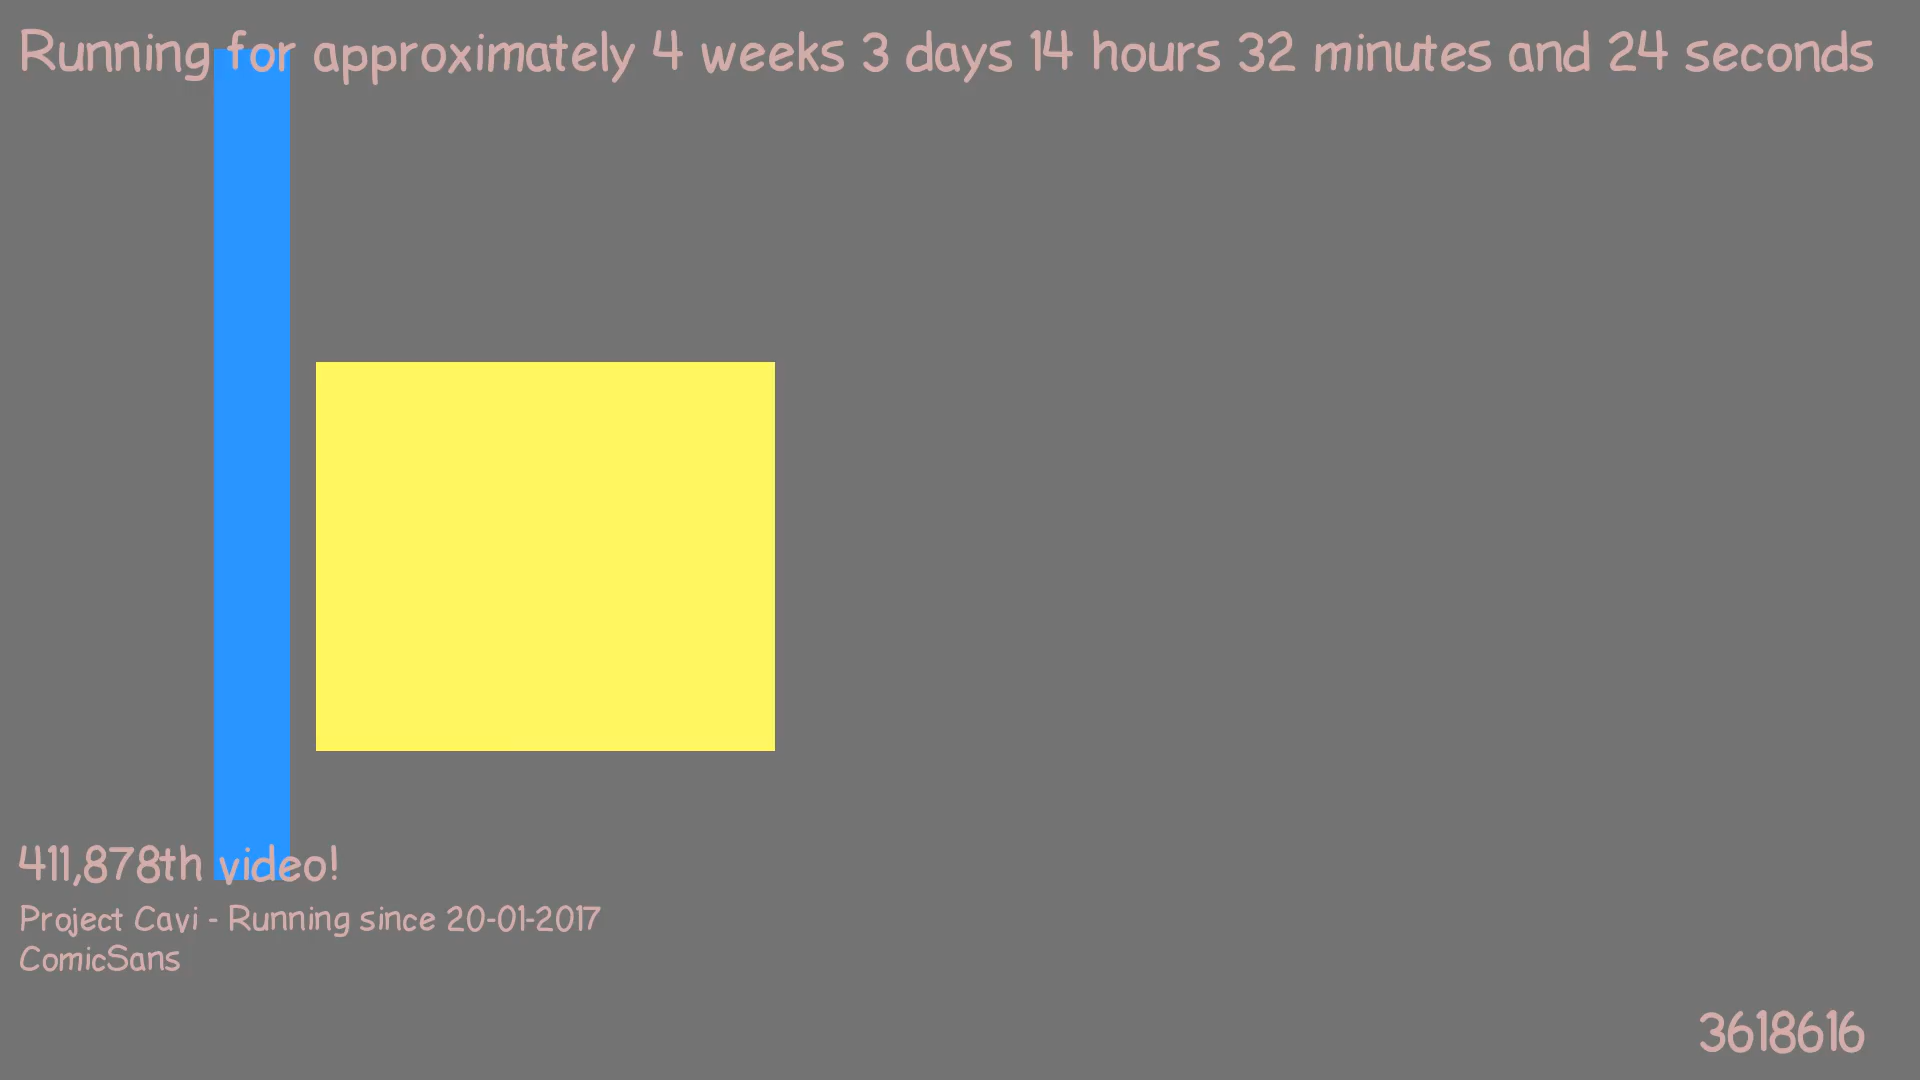 Running for approximately 4 weeks 3 days 14 hours 32 minutes and 24 seconds
411,878th video!
Project Cavi - Running since 20-01-2017
ComicSans
3618616